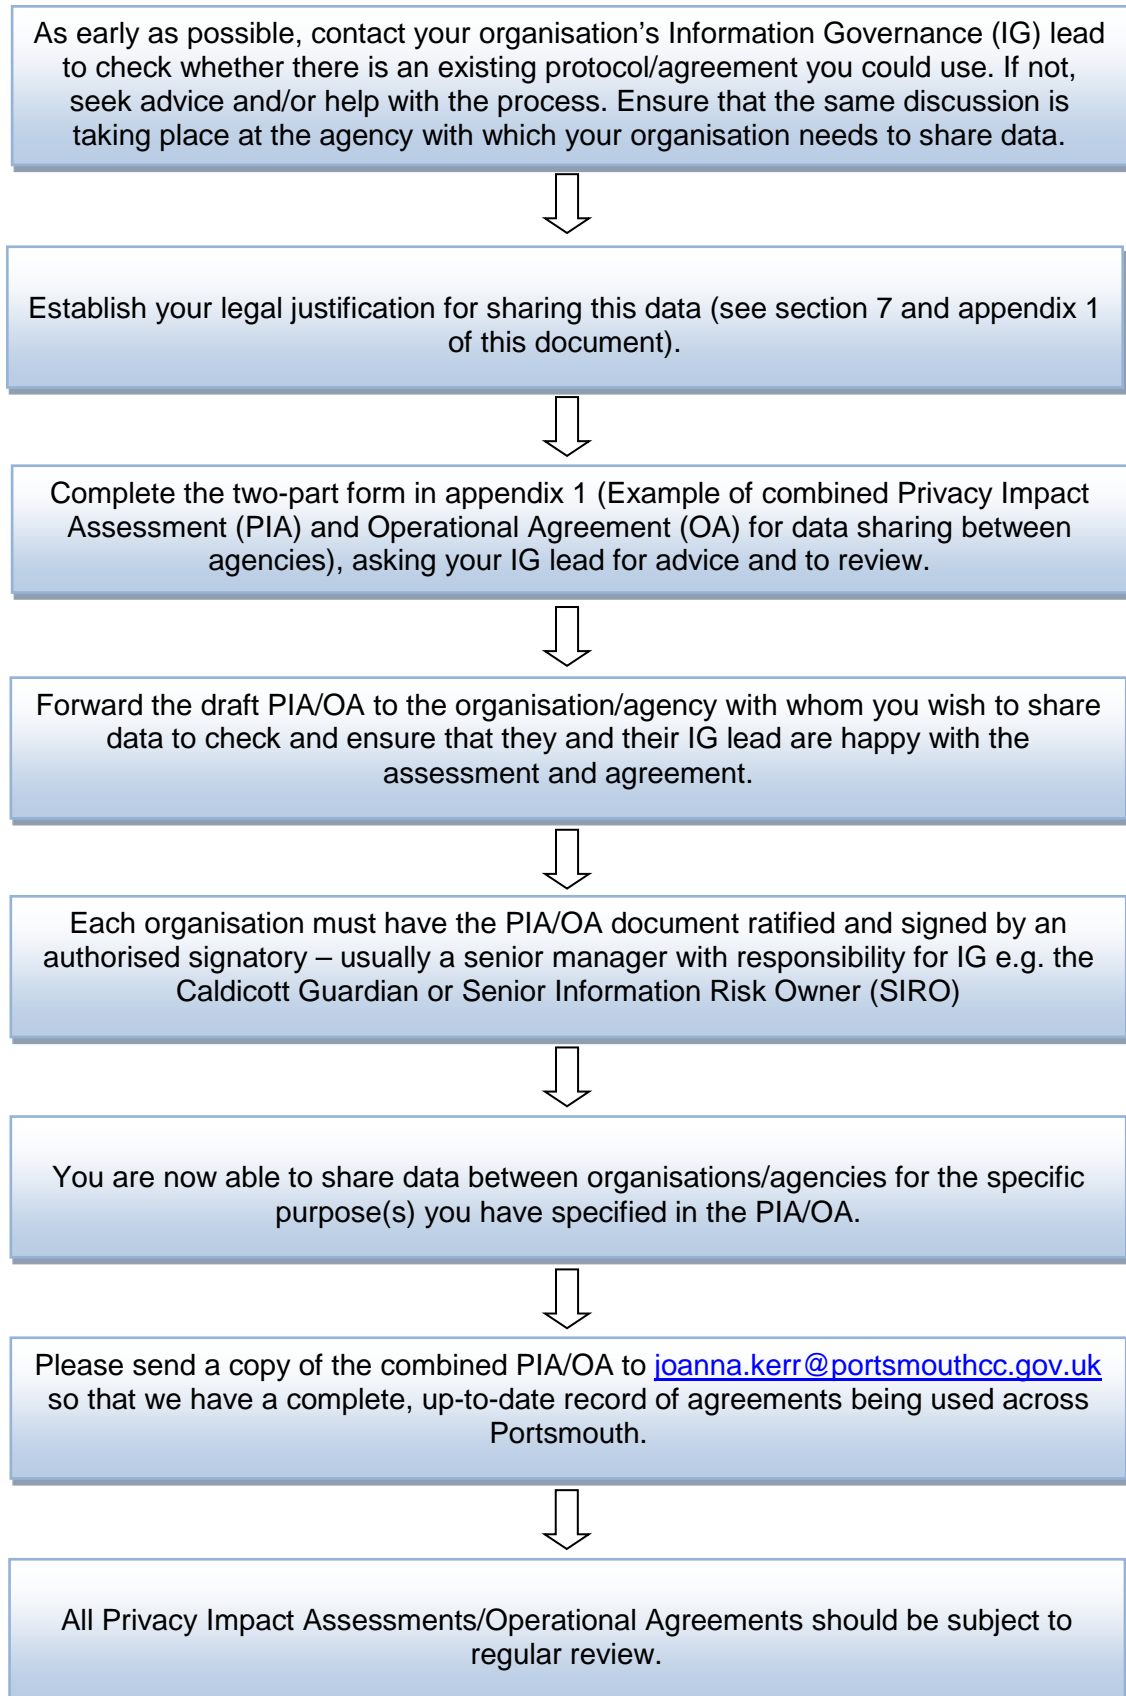 As early as possible, contact your organisation’s Information Governance (IG) lead
to check whether there is an existing protocol/agreement you could use. If not,
seek advice and/or help with the process. Ensure that the same discussion is
taking place at the agency with which your organisation needs to share data.
Establish your legal justification for sharing this data (see section 7 and appendix 1
of this document).
Complete the two-part form in appendix 1 (Example of combined Privacy Impact
Assessment (PIA) and Operational Agreement (OA) for data sharing between
agencies), asking your IG lead for advice and to review.
Forward the draft PIA/OA to the organisation/agency with whom you wish to share
data to check and ensure that they and their IG lead are happy with the
assessment and agreement.
Each organisation must have the PIA/OA document ratified and signed by an
authorised signatory – usually a senior manager with responsibility for IG e.g. the
Caldicott Guardian or Senior Information Risk Owner (SIRO)
You are now able to share data between organisations/agencies for the specific
purpose(s) you have specified in the PIA/OA.
Please send a copy of the combined PIA/OA to joanna.kerr@portsmouthcc.gov.uk
so that we have a complete, up-to-date record of agreements being used across
Portsmouth.
All Privacy Impact Assessments/Operational Agreements should be subject to
regular review.